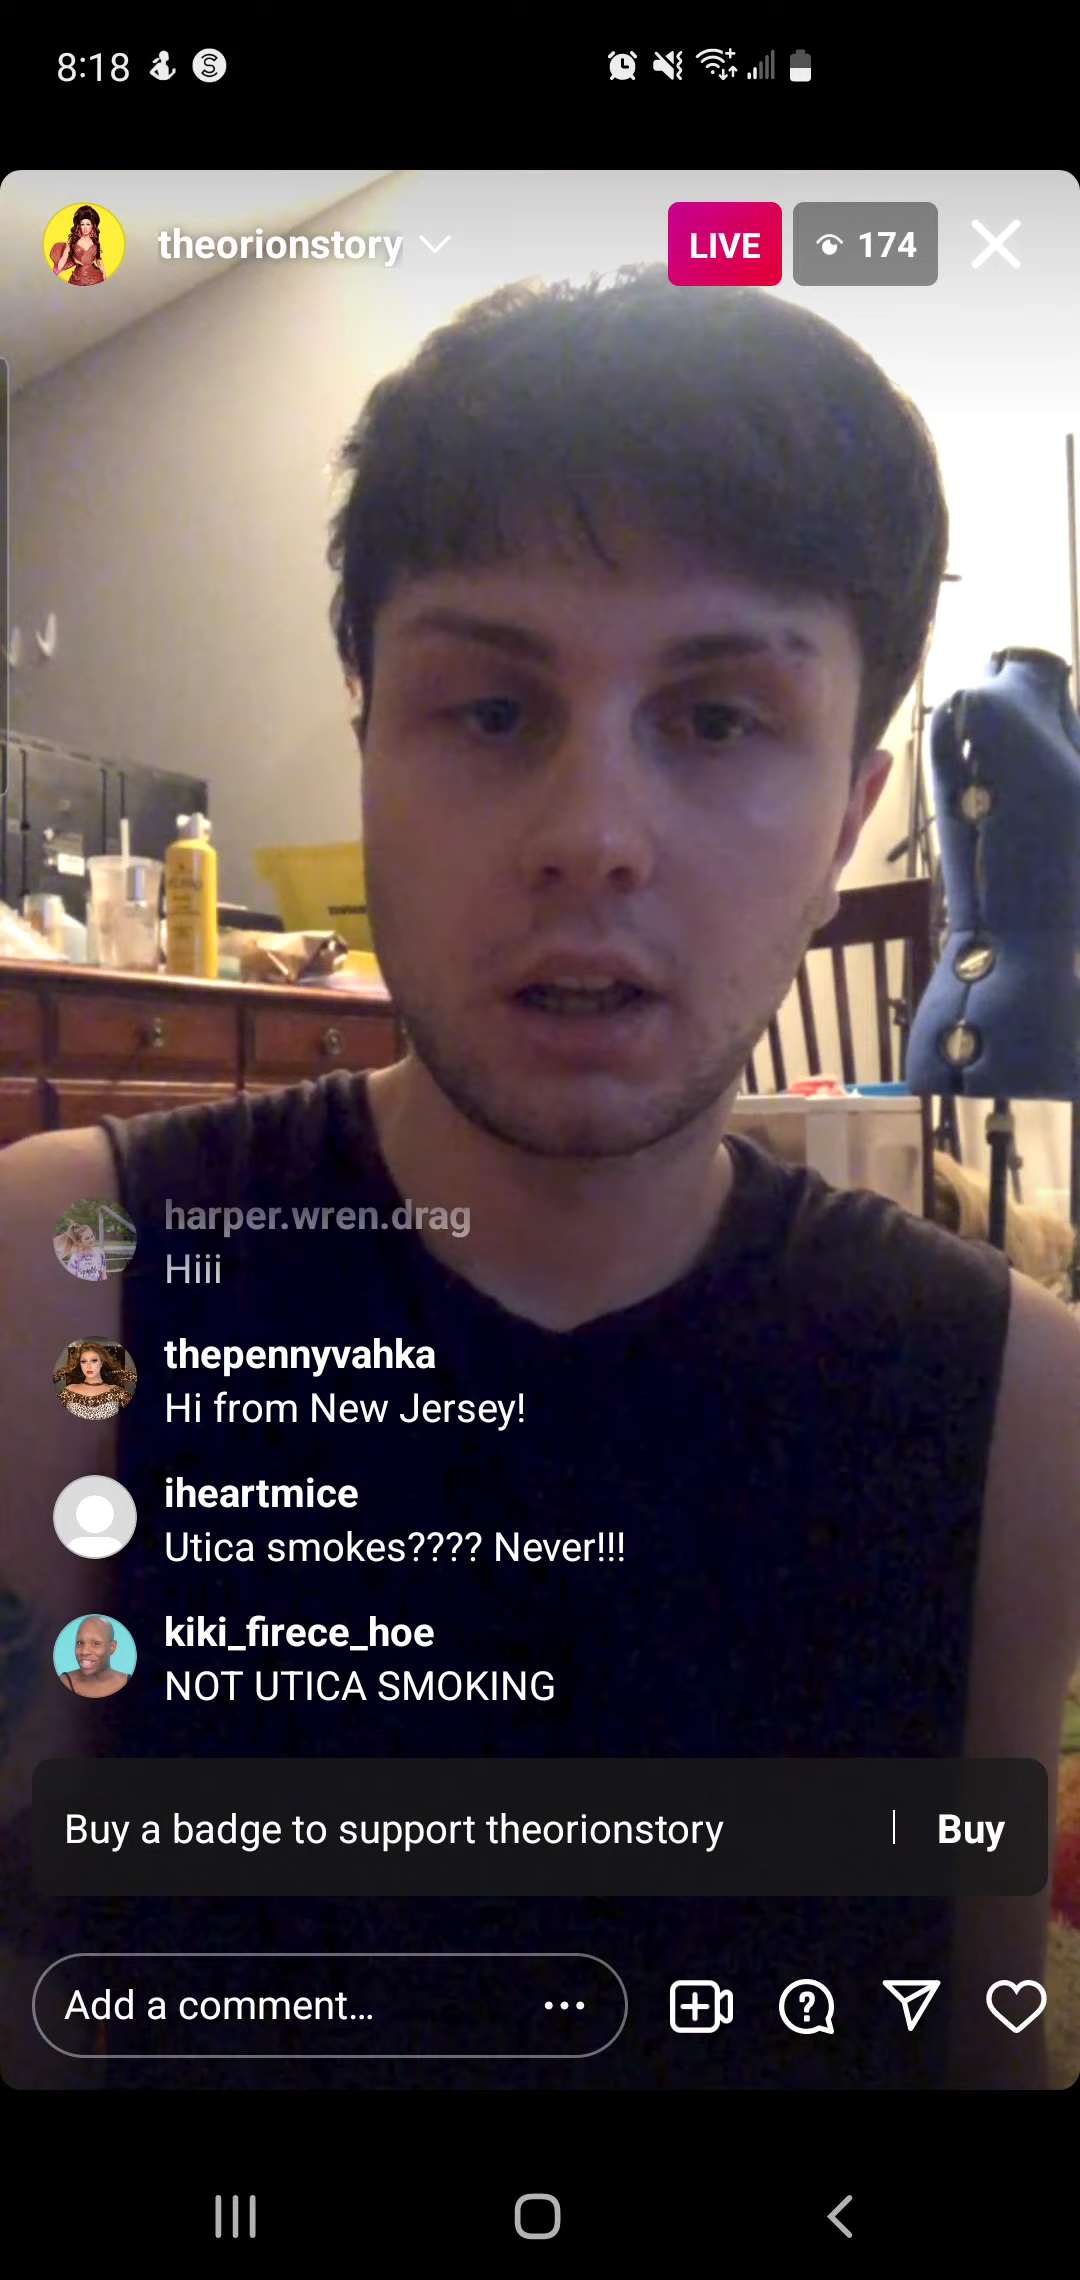 8:18
theorionstory
LIVE
174
harper.wren.drag
Hiii
thepennyvahka
Hi from New Jersey!
iheartmice
Utica smokes???? Never!!!
kiki_firece_hoe
NOT UTICA SMOKING
Buy a badge to support theorionstory | Buy
Add a comment...